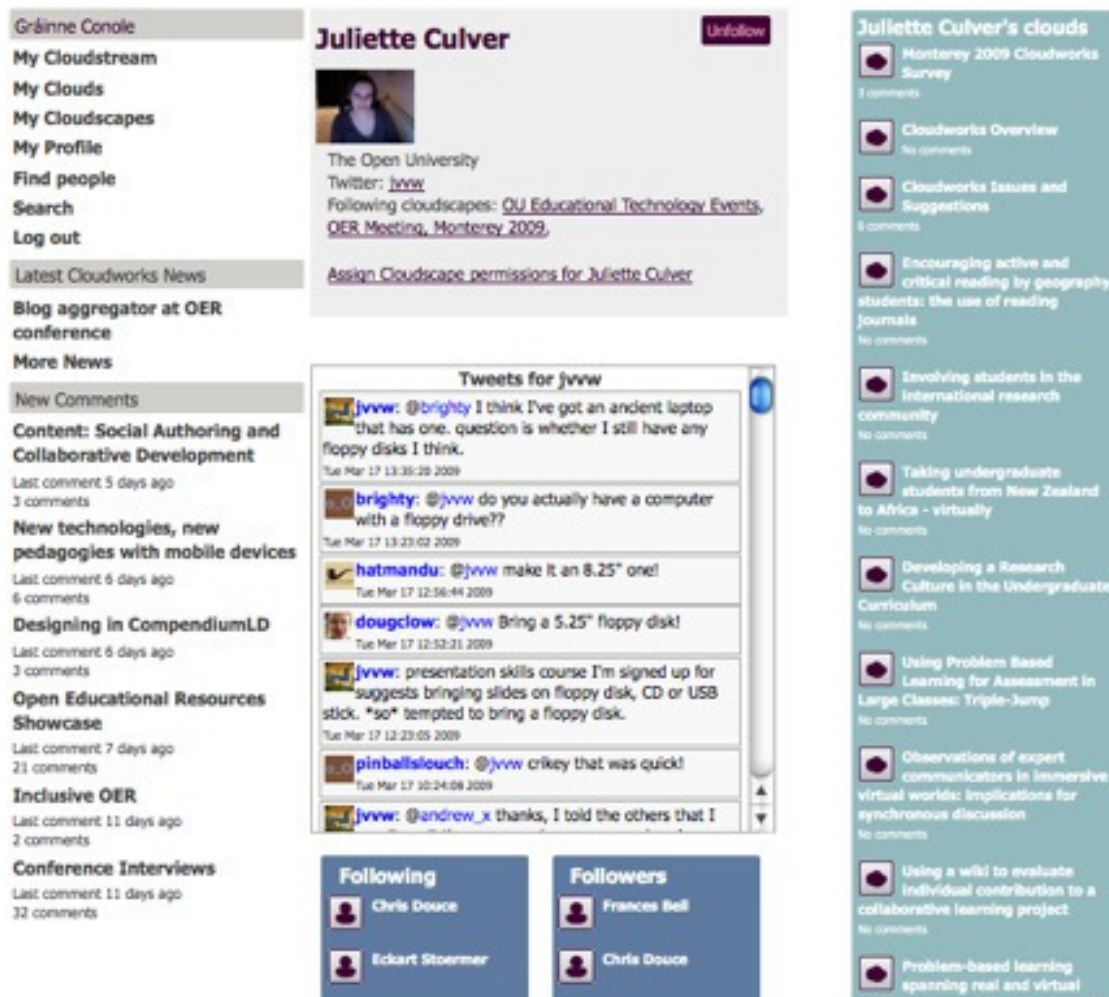 Gráinne Conole
My Cloudstream
My Clouds
My Cloudscapes
My Profile
Find people
Search
Log out
Latest Cloudworks News
Blog aggregator at OER
conference
More News
New Comments
Content: Social Authoring and
Collaborative Development
Last comment 5 days ago
3 comments
New technologies, new
pedagogies with mobile devices
Last comment 6 days ago
6 comments
Designing in CompendiumLD
Last comment 6 days ago
3 comments
Open Educational Resources
Showcase
Last comment 7 days ago
21 comments
Inclusive OER
Last comment 11 days ago
2 comments
Conference Interviews
Last comment 11 days ago
32 comments
Juliette Culver
Unfollow
The Open University
Twitter: jvvw
Following cloudscapes: OU Educational Technology Events,
OER Meeting, Monterey 2009,
Assign Cloudscape permissions for Juliette Culver
Tweets for jvvw
jvvw: @brighty I think I've got an ancient laptop
that has one. question is whether I still have any
floppy disks I think.
Tue Mar 17 13:35:20 2009
brighty: @jvvw do you actually have a computer
with a floppy drive??
Tue Mar 17 13:23:02 2009
hatmandu: @jvvw make it an 8.25" one!
Tue Mar 17 12:56:44 2009
dougclow: @jvvw Bring a 5.25" floppy disk!
Tue Mar 17 12:52:21 2009
jvvw: presentation skills course I'm signed up for
suggests bringing slides on floppy disk, CD or USB
stick. *so* tempted to bring a floppy disk.
Tue Mar 17 12:23:05 2009
pinballslouch: @jvvw crikey that was quick!
Tue Mar 17 10:24:08 2009
jvvw: @andrew_x thanks, I told the others that I
Following
Chris Douce
Eckart Stoermer
Followers
Frances Bell
Chris Douce
Juliette Culver's clouds
Monterey 2009 Cloudworks
Survey
3 comments
Cloudworks Overview
No comments
Cloudworks Issues and
Suggestions
6 comments
Encouraging active and
critical reading by geography
students: the use of reading
journals
No comments
Involving students in the
international research
community
No comments
Taking undergraduate
students from New Zealand
to Africa - virtually
No comments
Developing a Research
Culture in the Undergraduate
Curriculum
No comments
Using Problem Based
Learning for Assessment in
Large Classes: Triple-Jump
No comments
Observations of expert
communicators in immersive
virtual worlds: implications for
synchronous discussion
No comments
Using a wiki to evaluate
individual contribution to a
collaborative learning project
No comments
Problem-based learning
spanning real and virtual